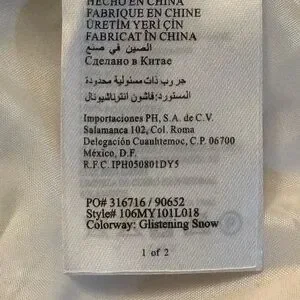 HECHO EN CHINA
FABRIQUE EN CHINE
ÜRETİM YERİ ÇİN
FABRICAT ÎN CHINA
الصين في صنع
Сделано в Китае
جروب ذات مسئولية محدودة
المستورد: فاشون انترناشيونال
Importaciones PH, S.A. de C.V.
Salamanca 102, Col. Roma
Delegación Cuauhtemoc, C.P. 06700
México, D.F.
R.F.C. IPH050801DY5
PO# 316716 / 90652
Style# 106MY101L018
Colorway: Glistening Snow
1 of 2